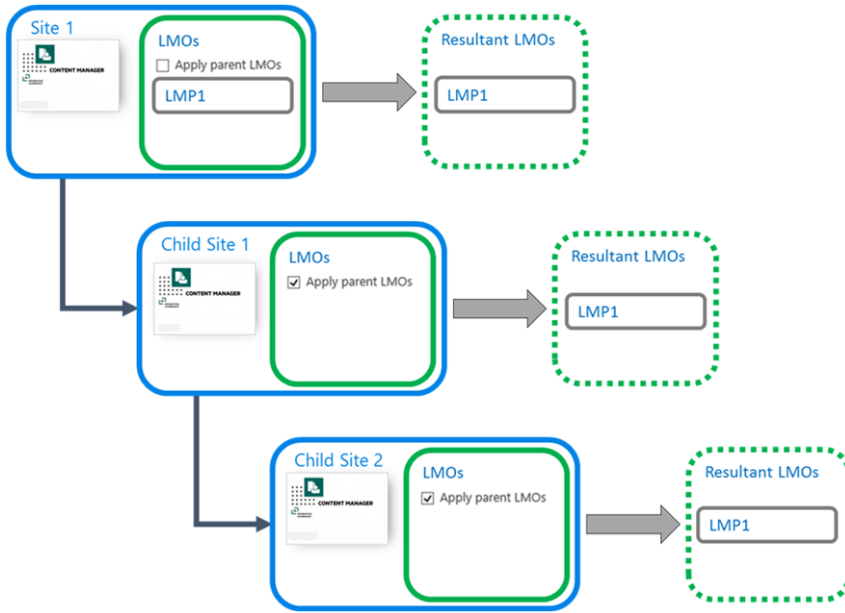 Site 1
CONTENT MANAGER
LMOs
Apply parent LMOs
LMP1
Resultant LMOs
LMP1
Child Site 1
CONTENT MANAGER
LMOs
Apply parent LMOs
Resultant LMOs
LMP1
Child Site 2
CONTENT MANAGER
LMOs
Apply parent LMOs
Resultant LMOs
LMP1